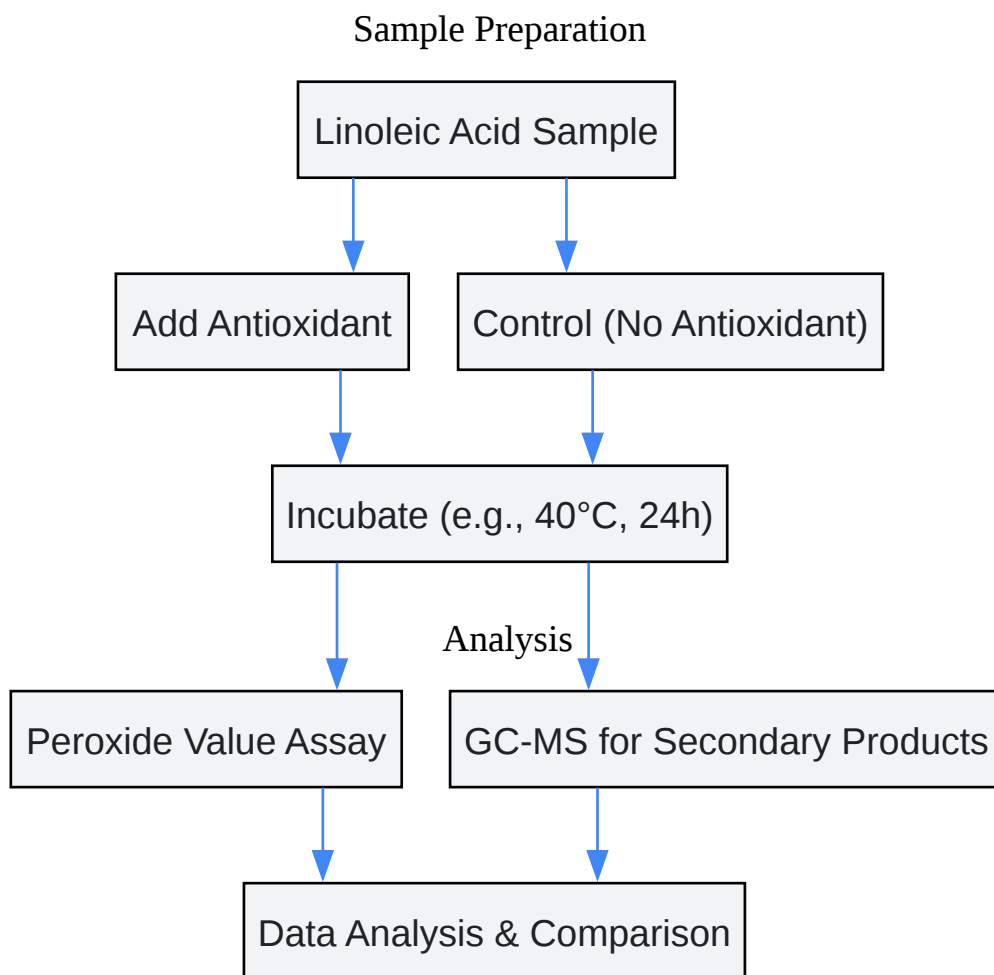 Sample Preparation
Linoleic Acid Sample
Add Antioxidant
Control (No Antioxidant)
Incubate (e.g., 40°C, 24h)
Analysis
Peroxide Value Assay
GC-MS for Secondary Products
Data Analysis & Comparison